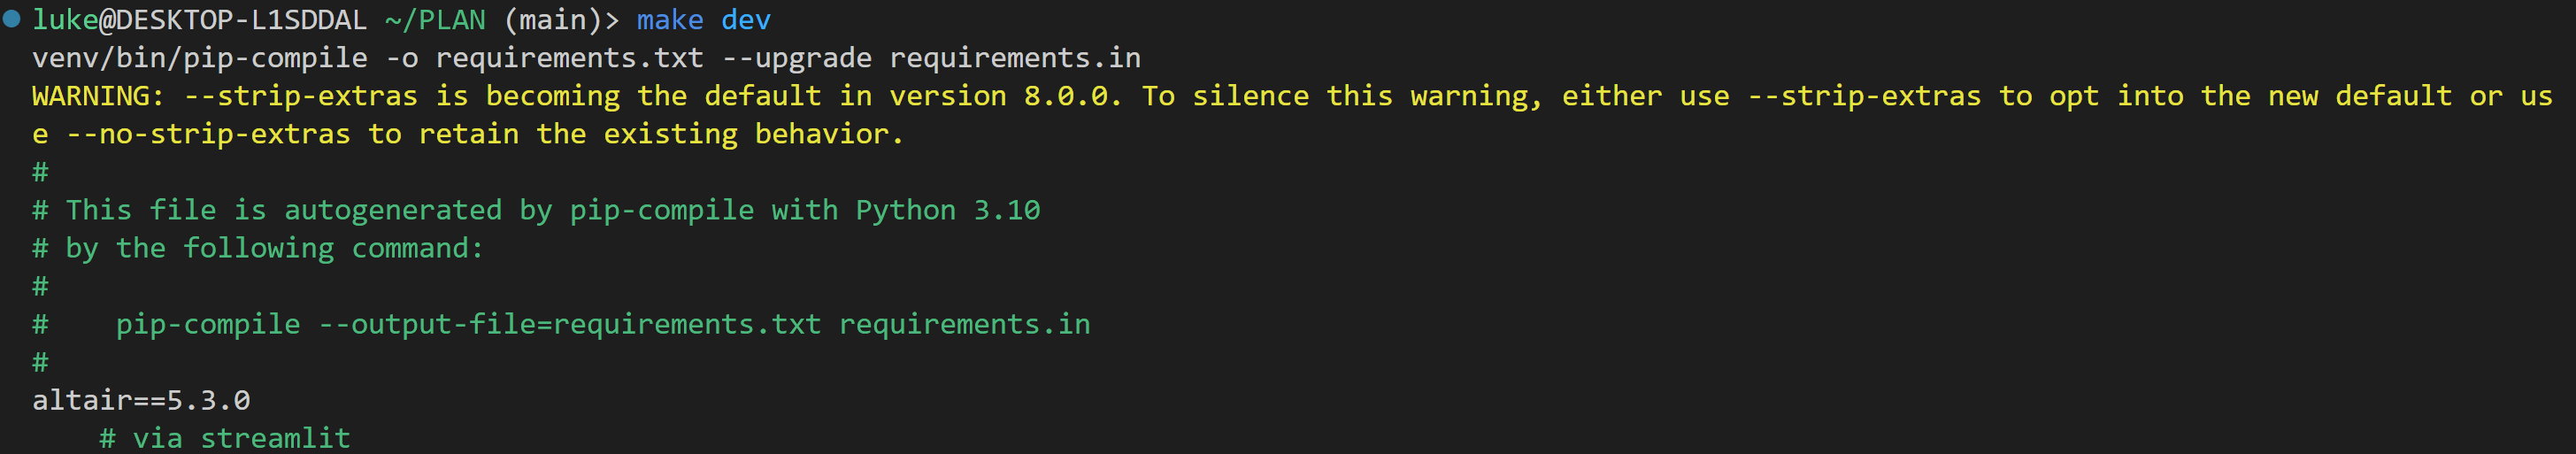 luke@DESKTOP-L1SDDAL ~/PLAN (main)> make dev
venv/bin/pip-compile -o requirements.txt --upgrade requirements.in
WARNING: --strip-extras is becoming the default in version 8.0.0. To silence this warning, either use --strip-extras to opt into the new default or us
e --no-strip-extras to retain the existing behavior.
#
# This file is autogenerated by pip-compile with Python 3.10
# by the following command:
#
#    pip-compile --output-file=requirements.txt requirements.in
#
altair==5.3.0
    # via streamlit